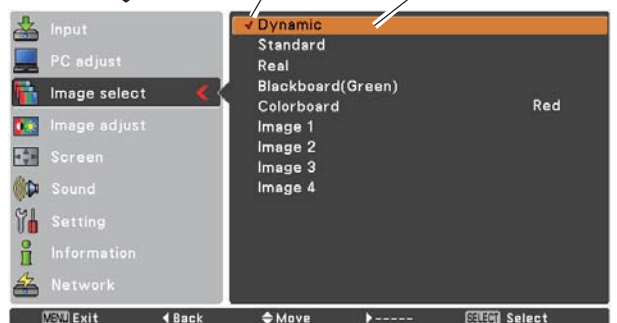 Input
PC adjust
Image select
Image adjust
Screen
Sound
Setting
Information
Network
Dynamic
Standard
Real
Blackboard(Green)
Colorboard Red
Image 1
Image 2
Image 3
Image 4
MENU Exit Back Move ----- SELECT Select